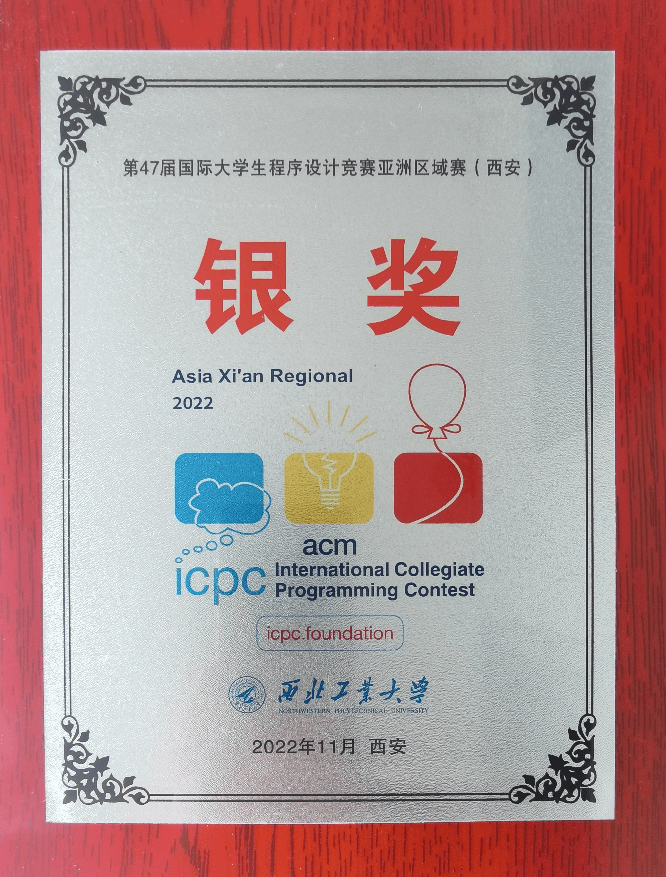 第47届国际大学生程序设计竞赛亚洲区域赛（西安）
银奖
Asia Xi'an Regional
2022
acm
icpc International Collegiate
Programming Contest
icpc.foundation
西北工业大学
NORTHWESTERN POLYTECHNICAL UNIVERSITY
2022年11月 西安